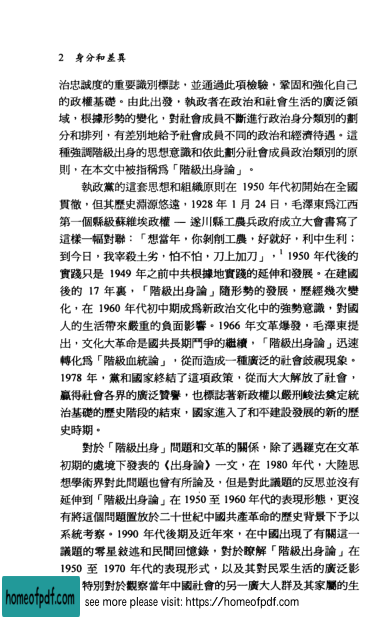 2 身分和差異
治忠誠度的重要識別標誌，並通過此項檢驗，鞏固和強化自己
的政權基礎。由此出發，執政者在政治和社會生活的廣泛領
域，根據形勢的變化，對社會成員不斷進行政治身分類別的劃
分和排列，有差別地給予社會成員不同的政治和經濟待遇。這
種強調階級出身的思想意識和依此劃分社會成員政治類別的原
則，在本文中被指稱爲「階級出身論」。
執政黨的這套思想和組織原則在 1950 年代初開始在全國
貫徹，但其歷史淵源悠遠，1928 年 1 月 24 日，毛澤東爲江西
第一個縣級蘇維埃政權 — 遂川縣工農兵政府成立大會書寫了
這樣一幅對聯：「想當年，你剝削工農，好就好，利中生利；
到今日，我宰殺土劣，怕不怕，刀上加刀」，1 1950 年代後的
實踐只是 1949 年之前中共根據地實踐的延伸和發展。在建國
後的 17 年裏，「階級出身論」隨形勢的發展，歷經幾次變
化，在 1960 年代初中期成爲新政治文化中的強勢意識，對國
人的生活帶來嚴重的負面影響。1966 年文革爆發，毛澤東提
出，文化大革命是國共長期鬥爭的繼續，「階級出身論」迅速
轉化爲「階級血統論」，從而造成一種廣泛的社會歧視現象。
1978 年，黨和國家終結了這項政策，從而大大解放了社會，
贏得社會各界的廣泛贊譽，也標誌著新政權以嚴刑峻法奠定統
治基礎的歷史階段的結束，國家進入了和平建設發展的新的歷
史時期。
對於「階級出身」問題和文革的關係，除了遇羅克在文革
初期的處境下發表的《出身論》一文，在 1980 年代，大陸思
想學術界對此問題也曾有所論及，但是對此議題的反思並沒有
延伸到「階級出身論」在 1950 至 1960 年代的表現形態，更沒
有將這個問題置放於二十世紀中國共產革命的歷史背景下予以
系統考察。1990 年代後期及近年來，在中國出現了有關這一
議題的零星敍述和民間回憶錄，對於瞭解「階級出身論」在
1950 至 1970 年代的表現形式，以及其對民眾生活的廣泛影
特別對於觀察當年中國社會的另一廣大人群及其家屬的生
homeofpdf.com
see more please visit: https://homeofpdf.com